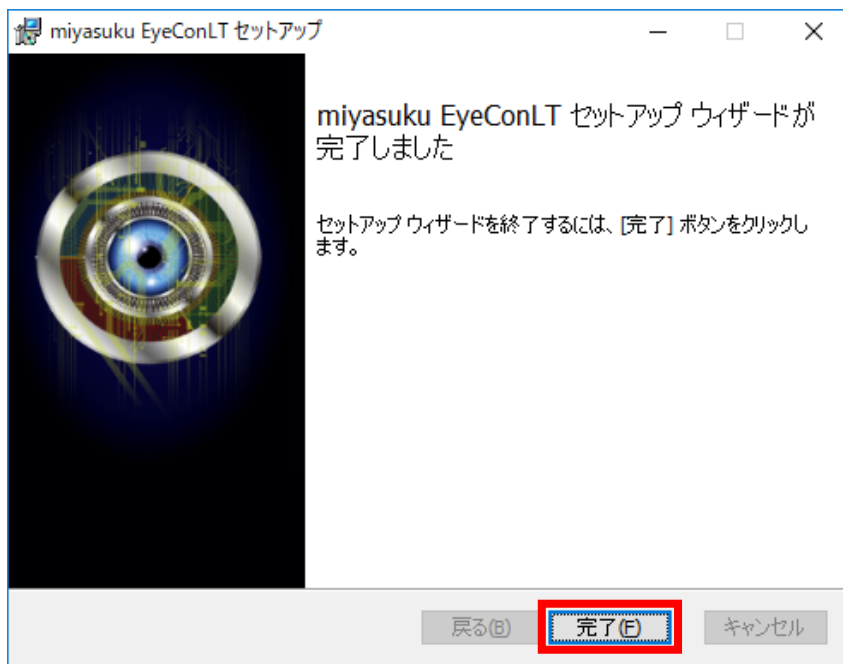 miyasuku EyeConLT セットアップ
miyasuku EyeConLT セットアップ ウィザードが
完了しました
セットアップ ウィザードを終了するには、[完了] ボタンをクリックし
ます。
戻る(B)
完了(F)
キャンセル